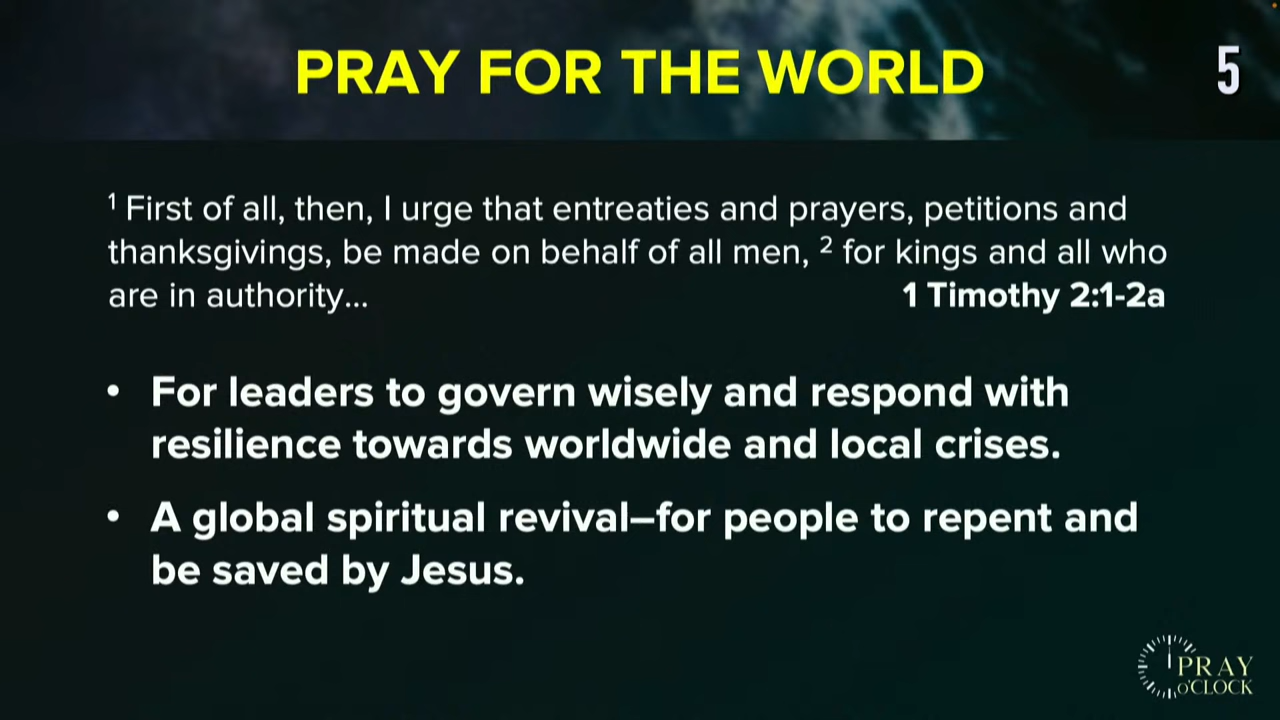 PRAY FOR THE WORLD
5
¹ First of all, then, I urge that entreaties and prayers, petitions and
thanksgivings, be made on behalf of all men, ² for kings and all who
are in authority...
1 Timothy 2:1-2a
• For leaders to govern wisely and respond with
resilience towards worldwide and local crises.
• A global spiritual revival–for people to repent and
be saved by Jesus.
PRAY
O'CLOCK